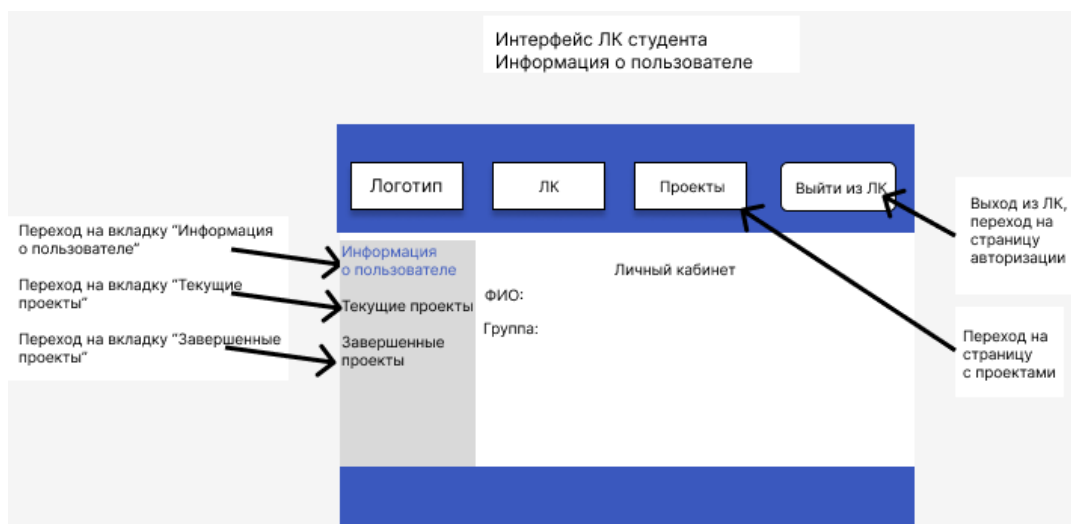 Интерфейс ЛК студента
Информация о пользователе
Логотип
ЛК
Проекты
Выйти из ЛК
Переход на вкладку "Информация
о пользователе"
Переход на вкладку "Текущие
проекты"
Переход на вкладку "Завершенные
проекты"
Информация
о пользователе
Текущие проекты
Завершенные
проекты
Личный кабинет
ФИО:
Группа:
Выход из ЛК,
переход на
страницу
авторизации
Переход на
страницу
с проектами